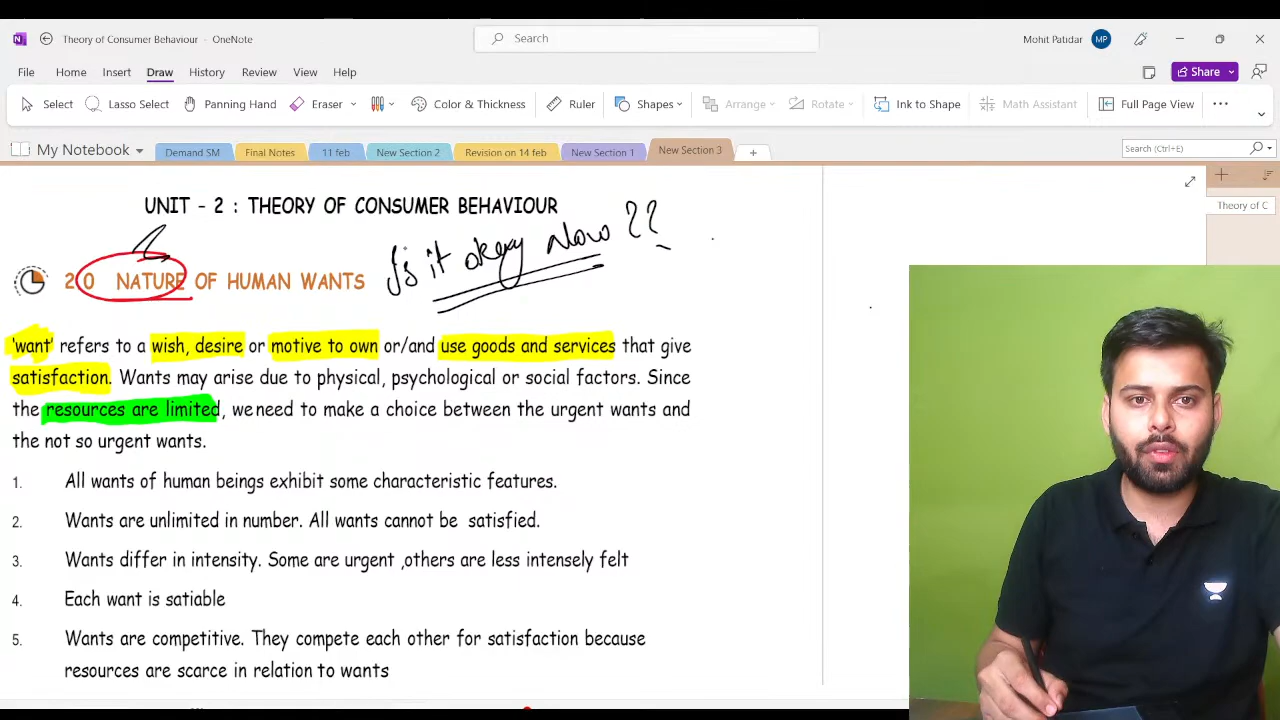 Theory of Consumer Behaviour - OneNote
Search
Mohit Patidar MP
File Home Insert Draw History Review View Help
Share
Select Lasso Select Panning Hand Eraser Color & Thickness Ruler Shapes Arrange Rotate Ink to Shape Math Assistant Full Page View
My Notebook Demand SM Final Notes 11 feb New Section 2 Revision on 14 feb New Section 1 New Section 3 +
Search (Ctrl+E)
Theory of C
UNIT - 2 : THEORY OF CONSUMER BEHAVIOUR
Is it okay Now ??
2 0 NATURE OF HUMAN WANTS
'want' refers to a wish, desire or motive to own or/and use goods and services that give
satisfaction. Wants may arise due to physical, psychological or social factors. Since
the resources are limited, we need to make a choice between the urgent wants and
the not so urgent wants.
1. All wants of human beings exhibit some characteristic features.
2. Wants are unlimited in number. All wants cannot be satisfied.
3. Wants differ in intensity. Some are urgent ,others are less intensely felt
4. Each want is satiable
5. Wants are competitive. They compete each other for satisfaction because
resources are scarce in relation to wants